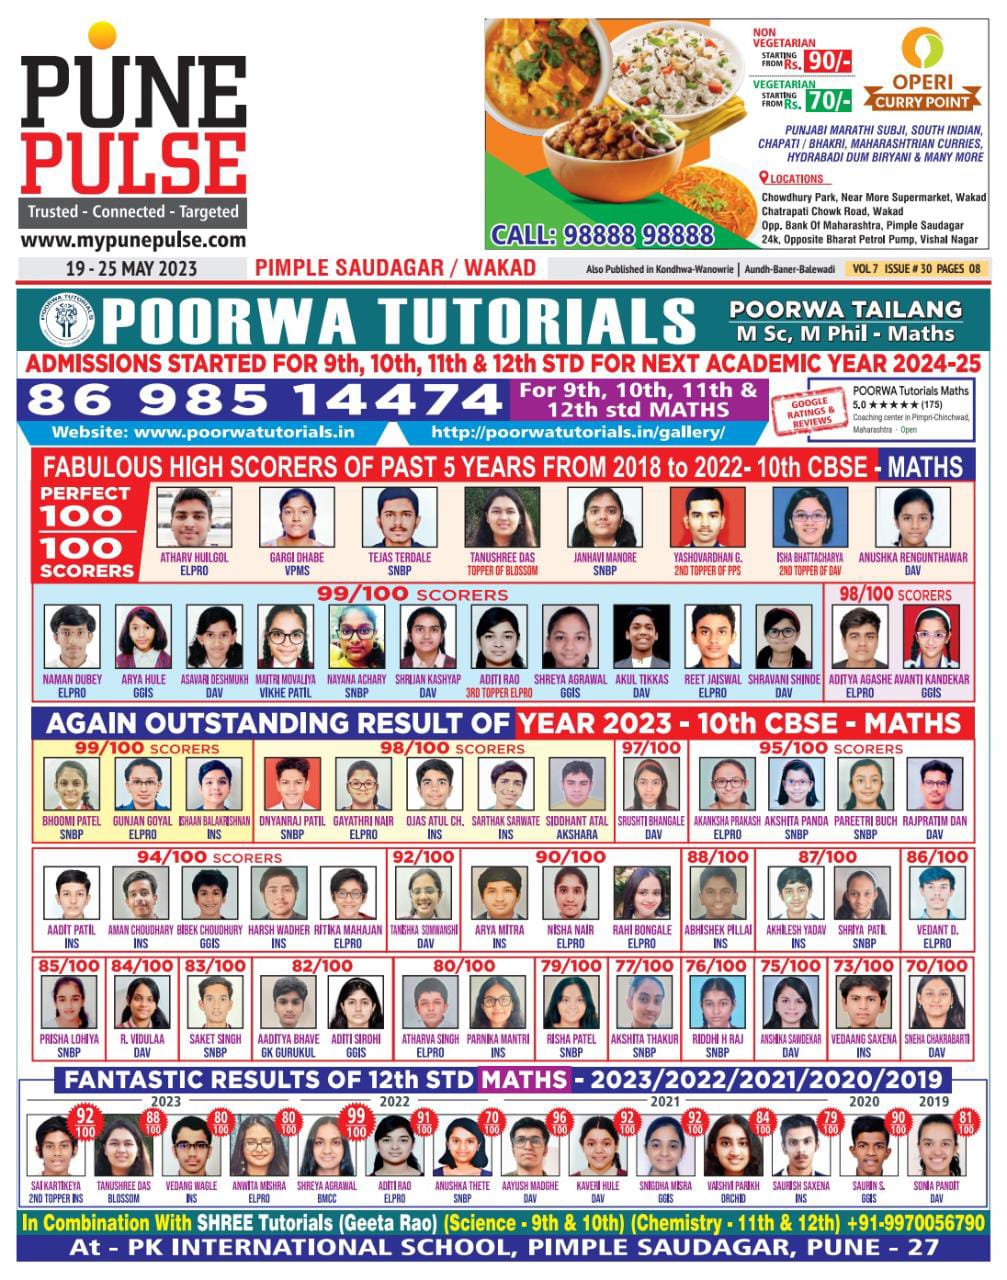 PUNE
PULSE
Trusted - Connected - Targeted
www.mypunepulse.com
NON
VEGETARIAN
STARTING
FROM Rs. 90/-
VEGETARIAN
STARTING
FROM Rs. 70/-
OPERI
CURRY POINT
PUNJABI MARATHI SUBJI, SOUTH INDIAN,
CHAPATI / BHAKRI, MAHARASHTRIAN CURRIES,
HYDRABADI DUM BIRYANI & MANY MORE
LOCATIONS
Chowdhury Park, Near More Supermarket, Wakad
Chatrapati Chowk Road, Wakad
Opp. Bank Of Maharashtra, Pimple Saudagar
24k, Opposite Bharat Petrol Pump, Vishal Nagar
CALL: 98888 98888
19 - 25 MAY 2023 PIMPLE SAUDAGAR / WAKAD Also Published in Kondhwa-Wanowrie | Aundh-Baner-Balewadi VOL 7 ISSUE # 30 PAGES 08
POORWA TUTORIALS
POORWA TUTORIALS
POORWA TAILANG
M Sc, M Phil - Maths
ADMISSIONS STARTED FOR 9th, 10th, 11th & 12th STD FOR NEXT ACADEMIC YEAR 2024-25
86 985 14474
For 9th, 10th, 11th &
12th std MATHS
GOOGLE
RATINGS &
REVIEWS
POORWA Tutorials Maths
5,0 ★★★★★ (175)
Coaching center in Pimpri-Chinchwad,
Maharashtra · Open
Website: www.poorwatutorials.in http://poorwatutorials.in/gallery/
FABULOUS HIGH SCORERS OF PAST 5 YEARS FROM 2018 to 2022- 10th CBSE - MATHS
PERFECT
100
100
SCORERS
ATHARV HUILGOL GARGI DHABE TEJAS TERDALE TANUSHREE DAS JANHAVI MANORE YASHOVARDHAN G. ISHA BHATTACHARYA ANUSHKA RENGUNTHAWAR
ELPRO VPMS SNBP TOPPER OF BLOSSOM SNBP 2ND TOPPER OF PPS 2ND TOPPER OF DAV DAV
99/100 SCORERS 98/100 SCORERS
NAMAN DUBEY ARYA HULE ASAVARI DESHMUKH MAITRI MOVALIYA NAYANA ACHARY SHRIJAN KASHYAP ADITI RAO SHREYA AGRAWAL AKUL TIKKAS REET JAISWAL SHRAVANI SHINDE ADITYA AGASHE AVANTI KANDEKAR
ELPRO GGIS DAV VIKHE PATIL SNBP DAV 3RD TOPPER ELPRO GGIS DAV ELPRO DAV ELPRO GGIS
AGAIN OUTSTANDING RESULT OF YEAR 2023 - 10th CBSE - MATHS
99/100 SCORERS 98/100 SCORERS 97/100 95/100 SCORERS
BHOOMI PATEL GUNJAN GOYAL ISHAAN BALAKRISHNAN DNYANRAJ PATIL GAYATHRI NAIR OJAS ATUL CH. SARTHAK SARWATE SIDDHANT ATAL SRUSHTI BHANGALE AKANKSHA PRAKASH AKSHITA PANDA PAREETRI BUCH RAJPRATIM DAN
SNBP ELPRO INS SNBP ELPRO INS INS AKSHARA DAV ELPRO SNBP SNBP DAV
94/100 SCORERS 92/100 90/100 88/100 87/100 86/100
AADIT PATIL AMAN CHOUDHARY BIBEK CHOUDHURY HARSH WADHER RITIKA MAHAJAN TANISHKA SOMWANSHI ARYA MITRA NISHA NAIR RAHI BONGALE ABHISHEK PILLAI AKHILESH YADAV SHRIYA PATIL VEDANT D.
INS INS GGIS INS ELPRO DAV INS ELPRO ELPRO INS INS SNBP ELPRO
85/100 84/100 83/100 82/100 80/100 79/100 77/100 76/100 75/100 73/100 70/100
PRISHA LOHIYA R. VIDULAA SAKET SINGH AADITYA BHAVE ADITI SIROHI ATHARVA SINGH PARNIKA MANTRI RISHA PATEL AKSHITA THAKUR RIDDHI H RAJ ANSHIKA SAWDEKAR VEDAANG SAXENA SNEHA CHAKRABARTI
SNBP DAV SNBP GK GURUKUL GGIS ELPRO INS SNBP SNBP SNBP DAV INS DAV
FANTASTIC RESULTS OF 12th STD MATHS - 2023/2022/2021/2020/2019
2023 2022 2021 2020 2019
92 88 80 80 99 91 70 96 92 92 84 79 90 81
100 100 100 100 100 100 100 100 100 100 100 100 100 100
SAI KARTIKEYA TANUSHREE DAS VEDANG WAGLE ANWITA MISHRA SHREYA AGRAWAL ADITI RAO ANUSHKA THETE AAYUSH MADGHE KAVERI HULE SNIGDHA MISRA VAISHVI PARIKH SAURISH SAXENA SAURIN S. SONIA PANDIT
2ND TOPPER INS BLOSSOM INS ELPRO BMCC ELPRO SNBP DAV DAV GGIS ORCHID INS GGIS DAV
In Combination With SHREE Tutorials (Geeta Rao) (Science - 9th & 10th) (Chemistry - 11th & 12th) +91-9970056790
At - PK INTERNATIONAL SCHOOL, PIMPLE SAUDAGAR, PUNE - 27